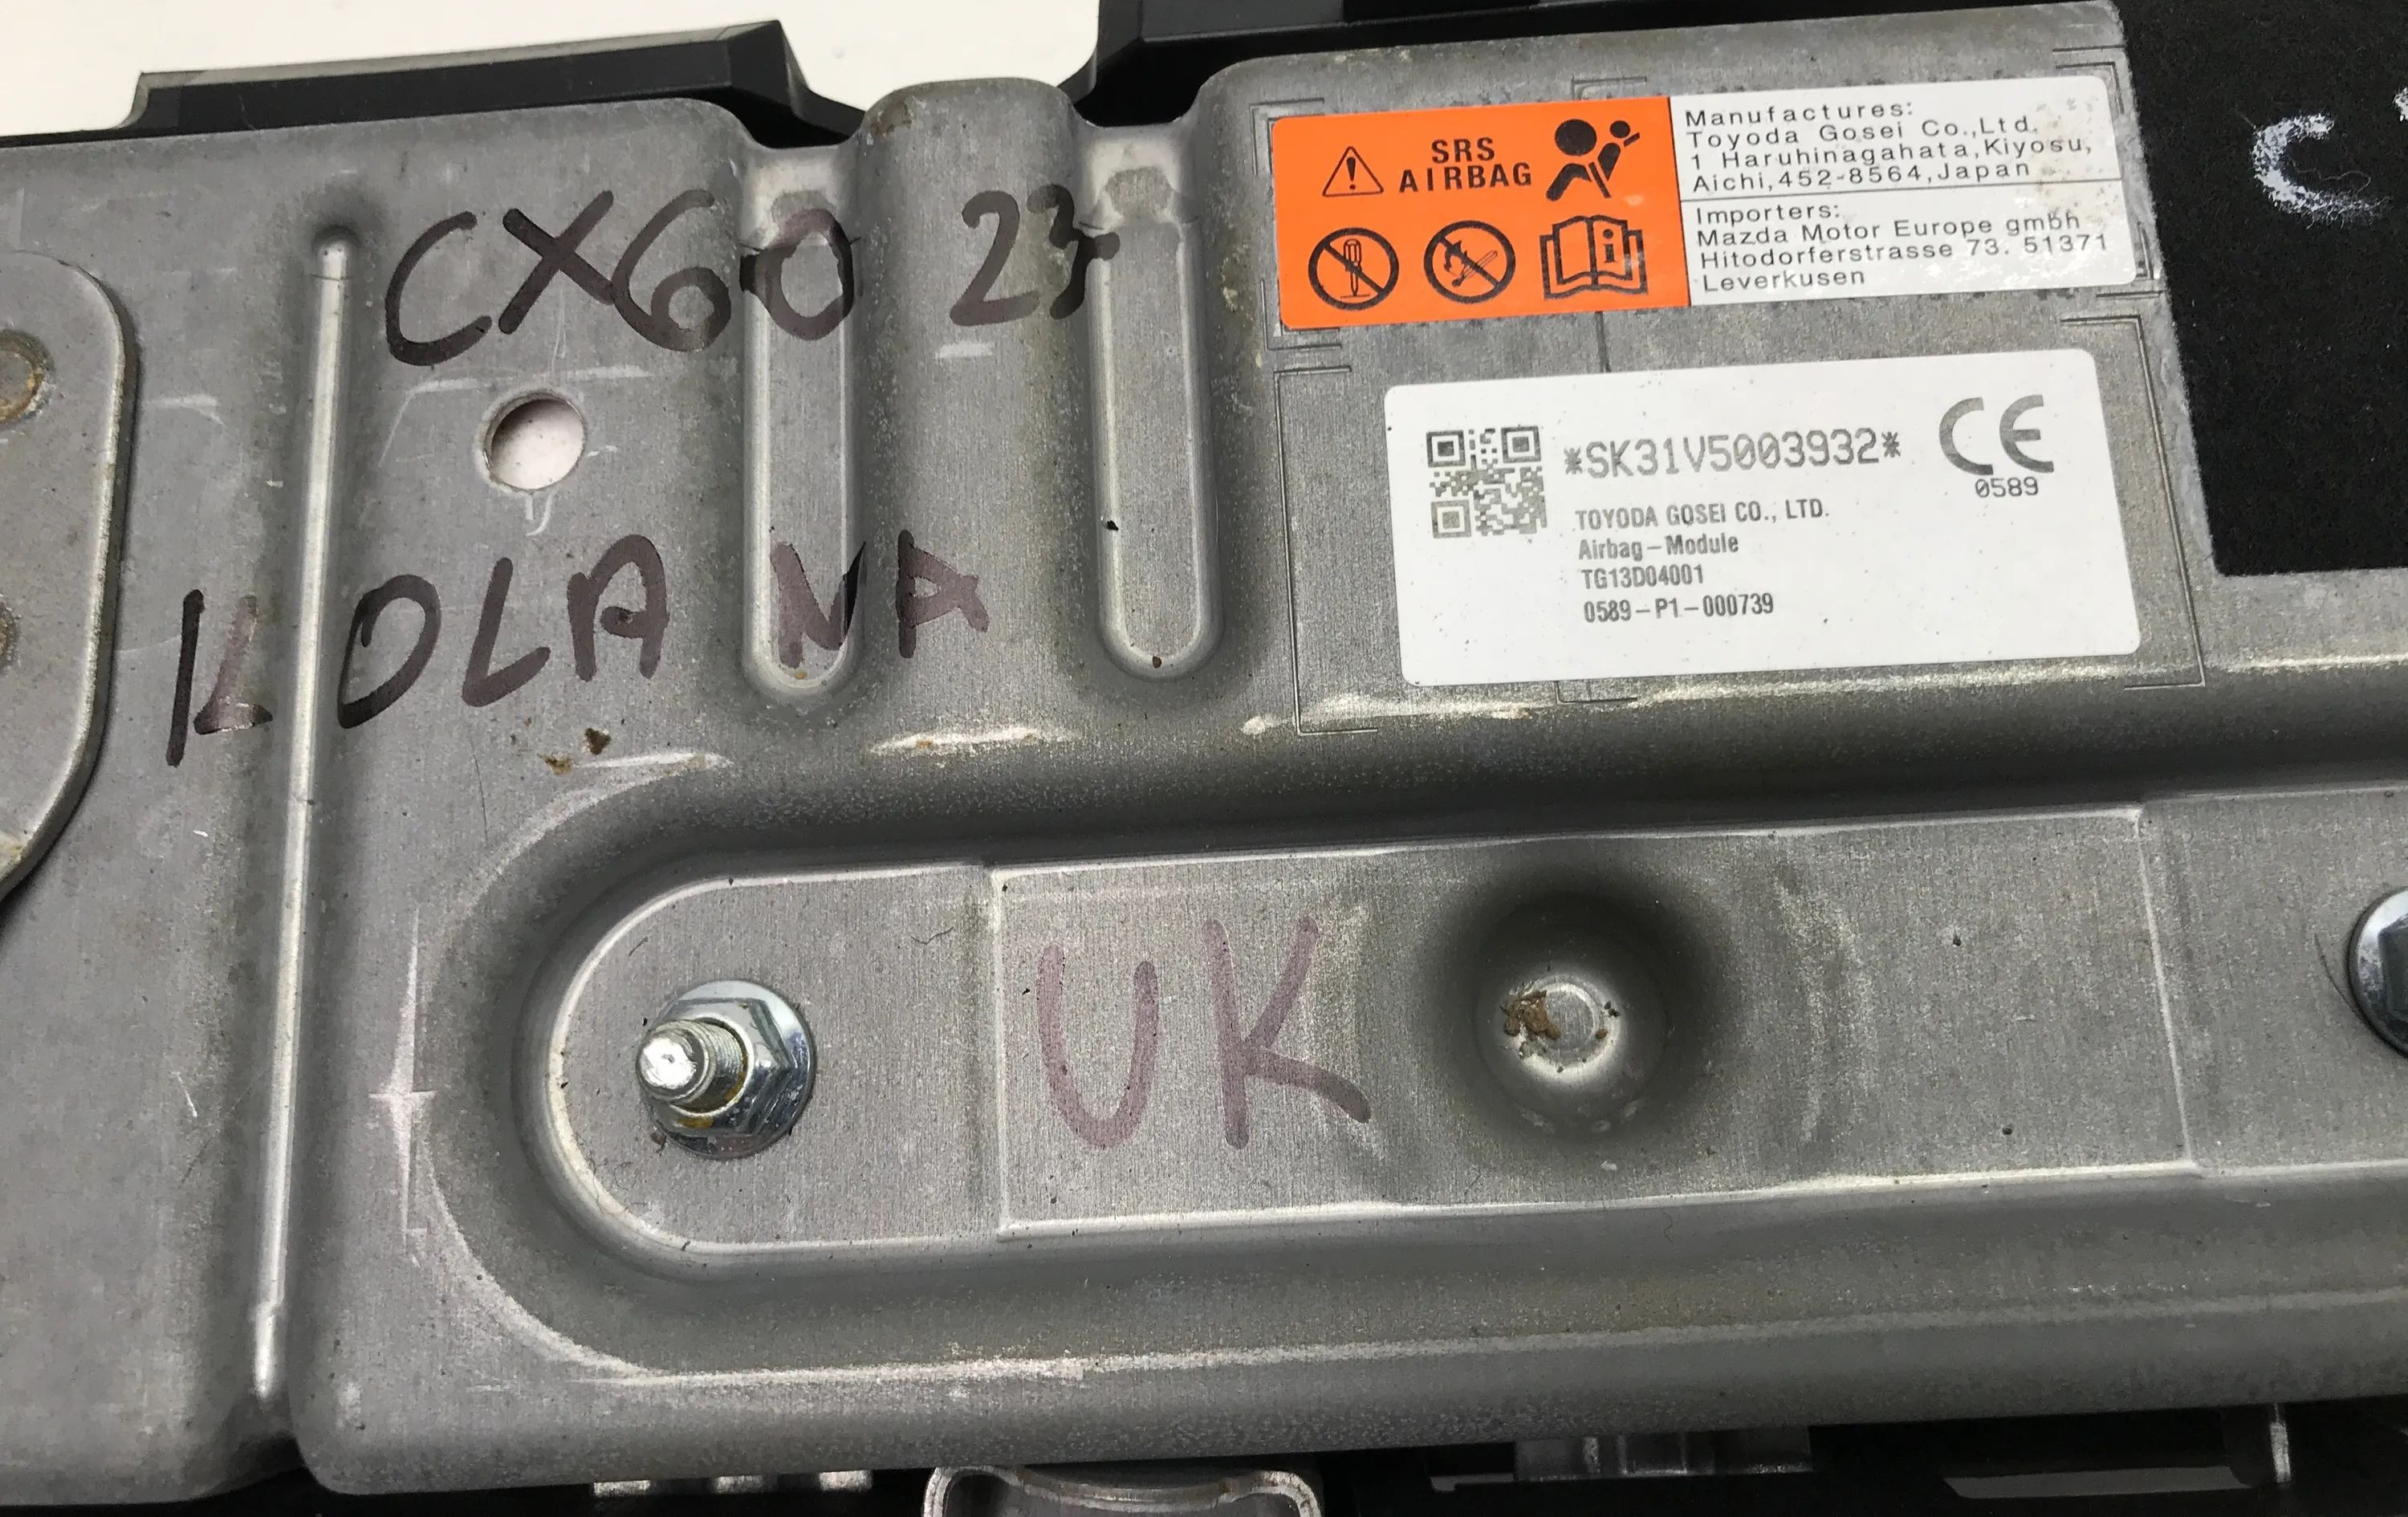 CX60 23
KOLANA
UK
SRS
AIRBAG
Manufactures:
Toyoda Gosei Co.,Ltd.
1 Haruhinagahata,Kiyosu,
Aichi,452-8564,Japan
Importers:
Mazda Motor Europe gmbh
Hitodorferstrasse 73. 51371
Leverkusen
*SK31V5003932*
CE
0589
TOYODA GOSEI CO., LTD.
Airbag-Module
TG13D04001
0589-P1-000739